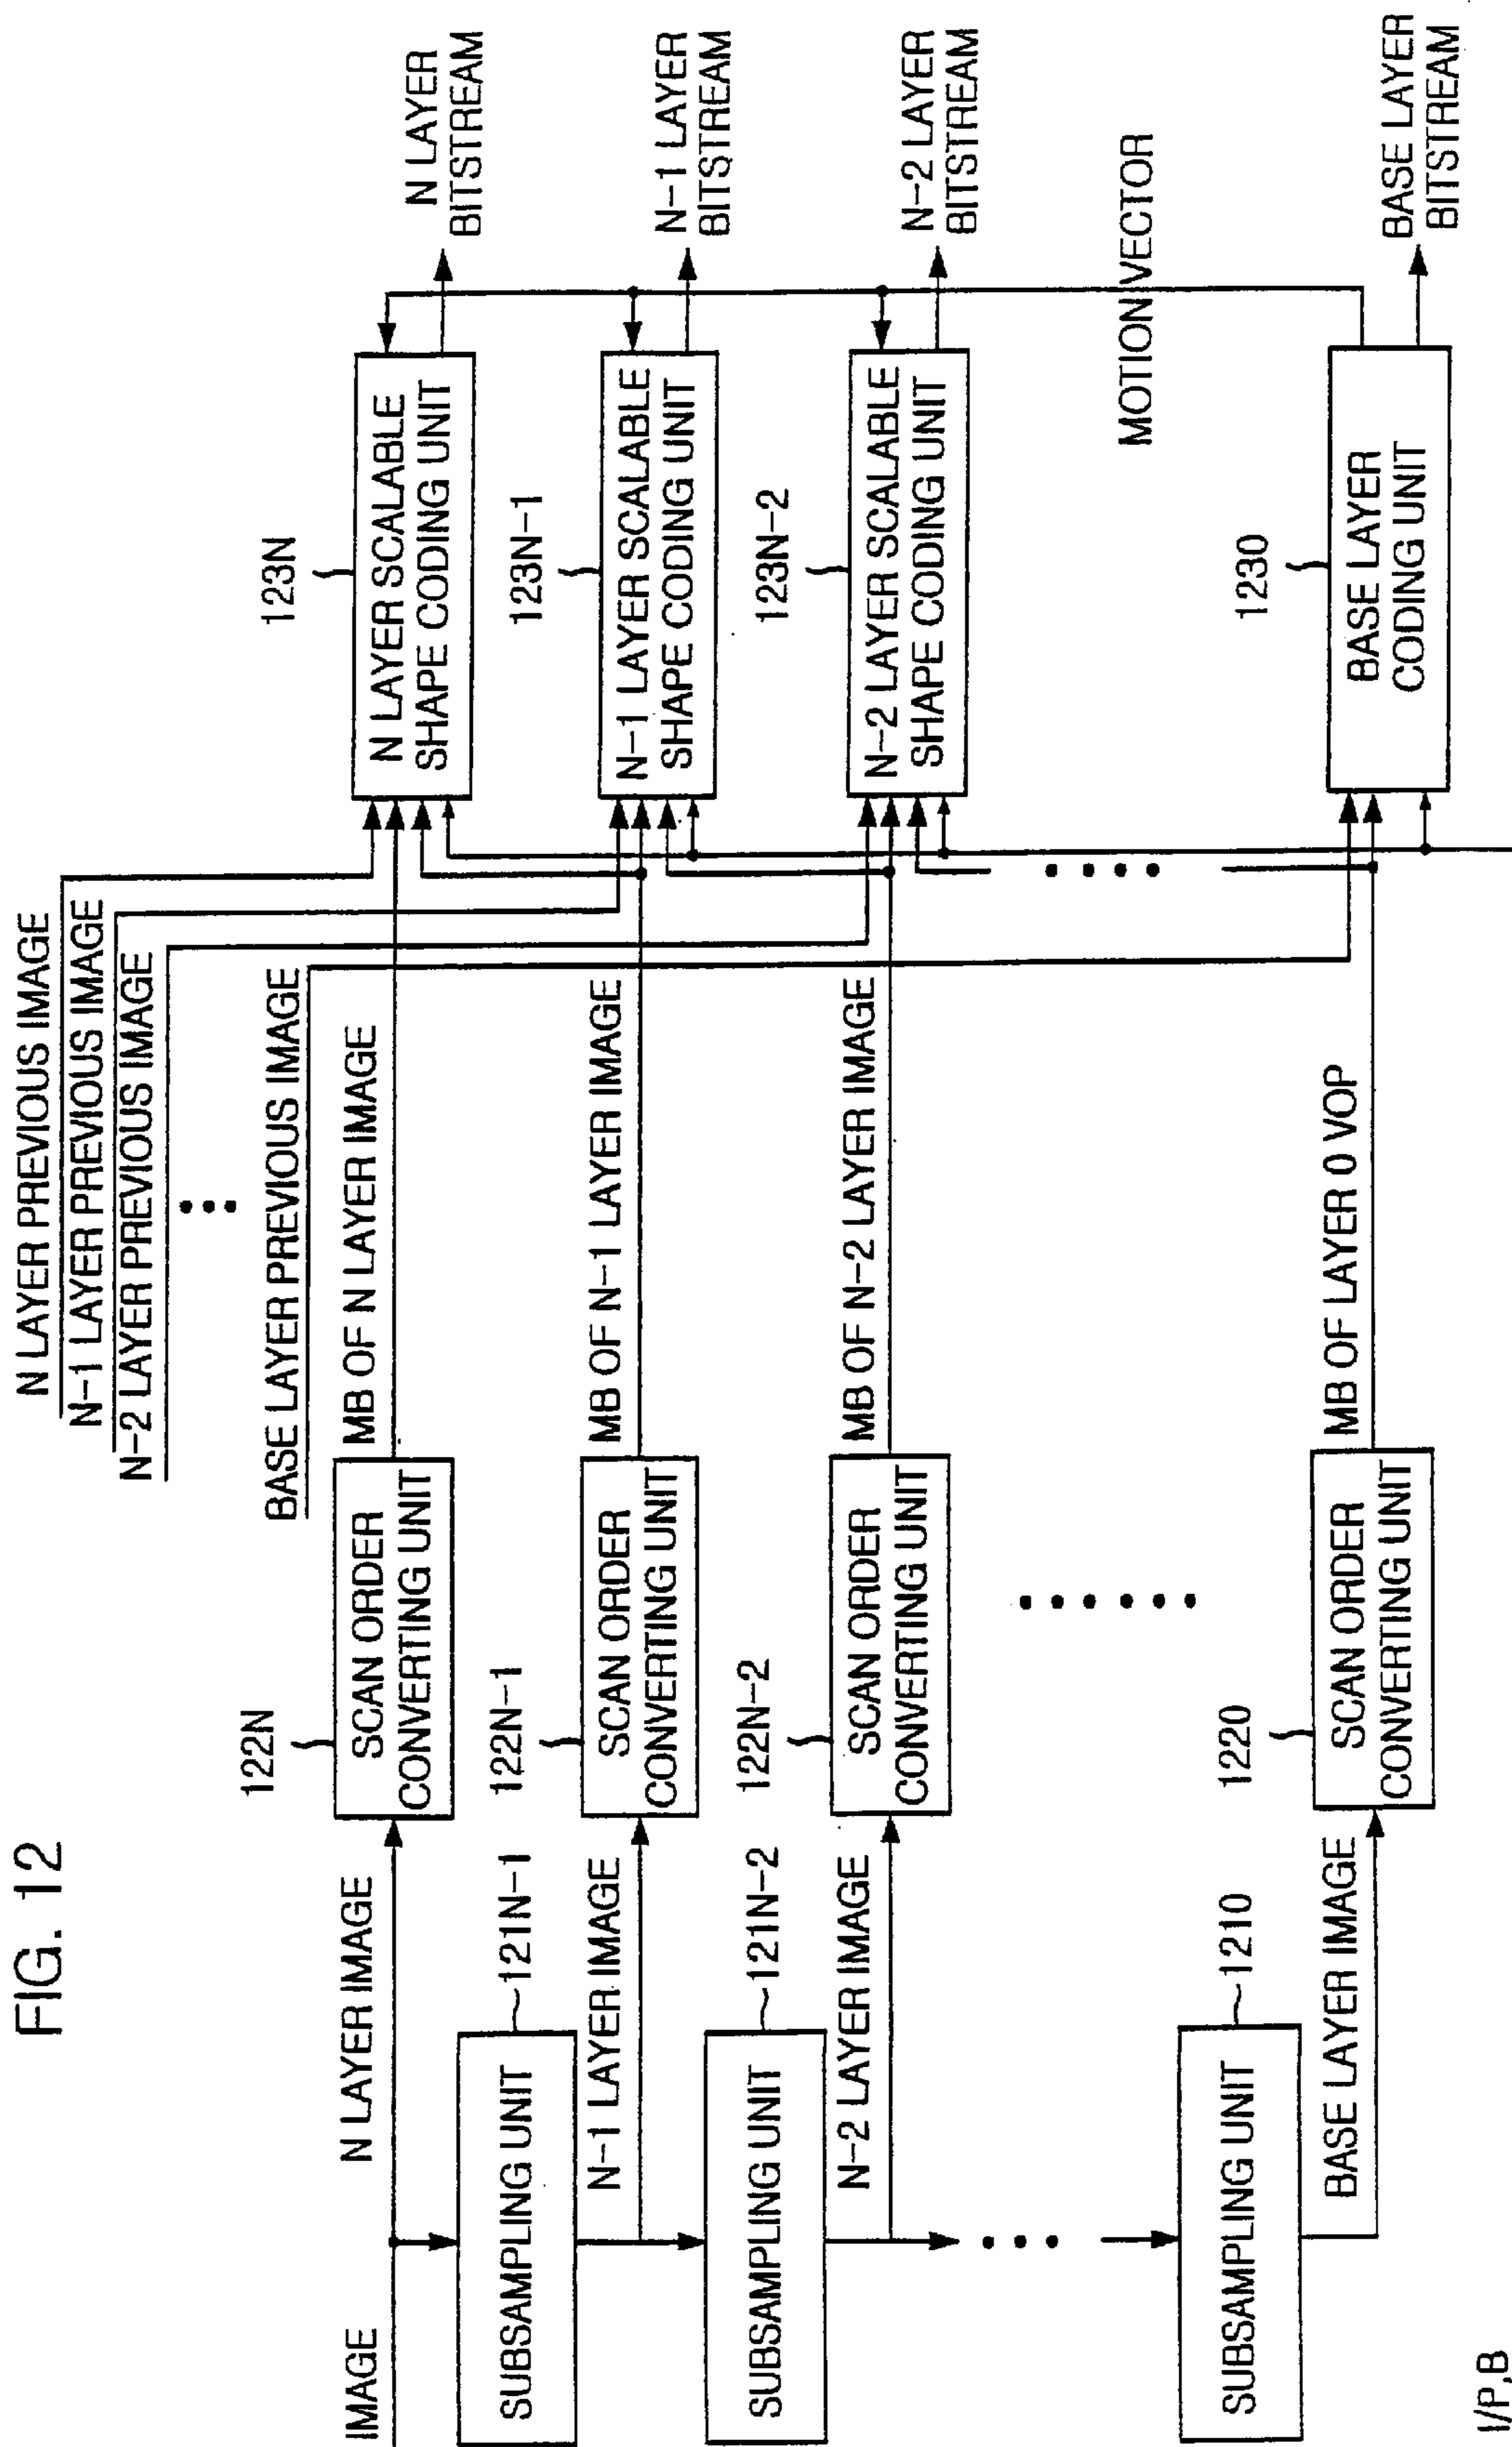 FIG. 12
N LAYER PREVIOUS IMAGE
N-1 LAYER PREVIOUS IMAGE
N-2 LAYER PREVIOUS IMAGE
BASE LAYER PREVIOUS IMAGE
IMAGE
N LAYER IMAGE
122N
SCAN ORDER
CONVERTING UNIT
MB OF N LAYER IMAGE
123N
N LAYER SCALABLE
SHAPE CODING UNIT
N LAYER
BITSTREAM
SUBSAMPLING UNIT
121N-1
N-1 LAYER IMAGE
122N-1
SCAN ORDER
CONVERTING UNIT
MB OF N-1 LAYER IMAGE
123N-1
N-1 LAYER SCALABLE
SHAPE CODING UNIT
N-1 LAYER
BITSTREAM
SUBSAMPLING UNIT
121N-2
N-2 LAYER IMAGE
122N-2
SCAN ORDER
CONVERTING UNIT
MB OF N-2 LAYER IMAGE
123N-2
N-2 LAYER SCALABLE
SHAPE CODING UNIT
N-2 LAYER
BITSTREAM
MOTION VECTOR
SUBSAMPLING UNIT
1210
BASE LAYER IMAGE
1220
SCAN ORDER
CONVERTING UNIT
MB OF LAYER 0 VOP
1230
BASE LAYER
CODING UNIT
BASE LAYER
BITSTREAM
I/P,B